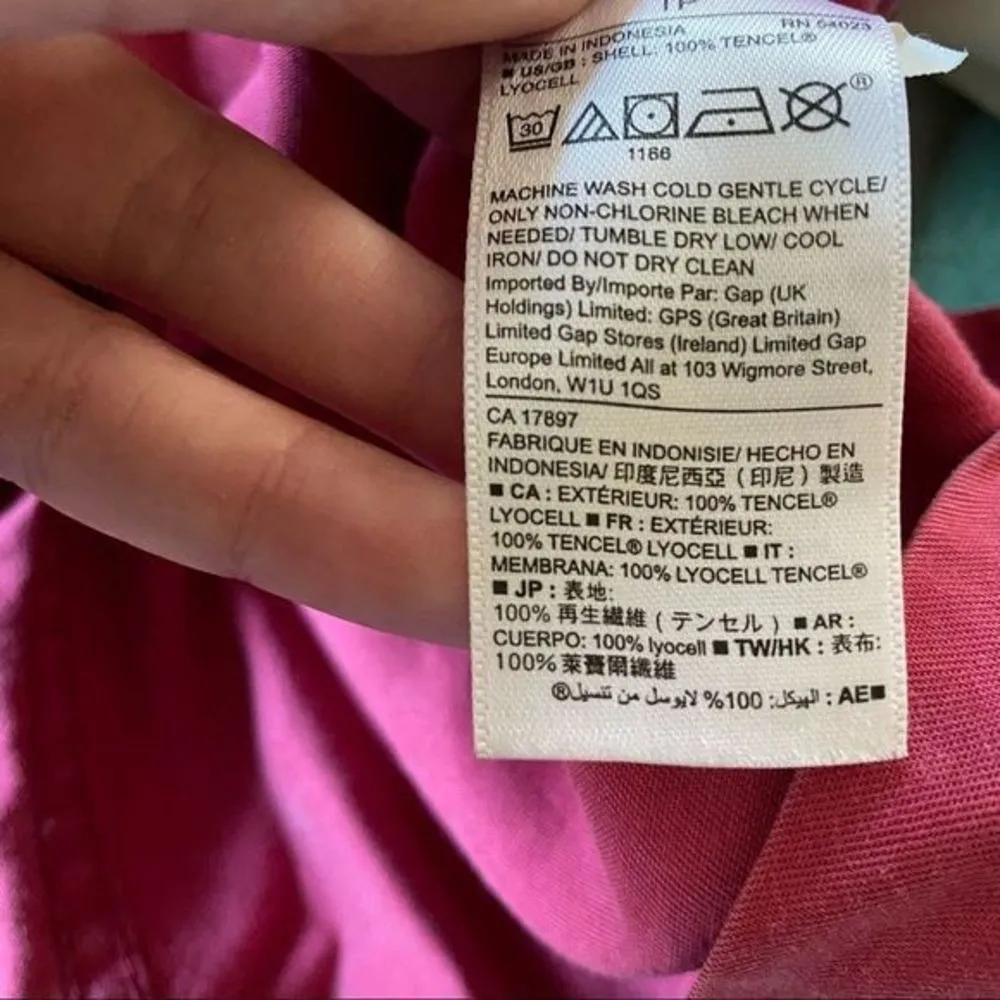 TP
RN 54023
MADE IN INDONESIA
■ US/GB : SHELL: 100% TENCEL®
LYOCELL
30
®
1166
MACHINE WASH COLD GENTLE CYCLE/
ONLY NON-CHLORINE BLEACH WHEN
NEEDED/ TUMBLE DRY LOW/ COOL
IRON/ DO NOT DRY CLEAN
Imported By/Importe Par: Gap (UK
Holdings) Limited: GPS (Great Britain)
Limited Gap Stores (Ireland) Limited Gap
Europe Limited All at 103 Wigmore Street,
London, W1U 1QS
CA 17897
FABRIQUE EN INDONISIE/ HECHO EN
INDONESIA/ 印度尼西亞（印尼）製造
■ CA : EXTÉRIEUR: 100% TENCEL®
LYOCELL ■ FR : EXTÉRIEUR:
100% TENCEL® LYOCELL ■ IT :
MEMBRANA: 100% LYOCELL TENCEL®
■ JP : 表地:
100% 再生繊維（テンセル）■ AR :
CUERPO: 100% lyocell ■ TW/HK : 表布:
100% 萊賽爾纖維
■AE : الهيكل: 100% لايوسل من تنسيل®